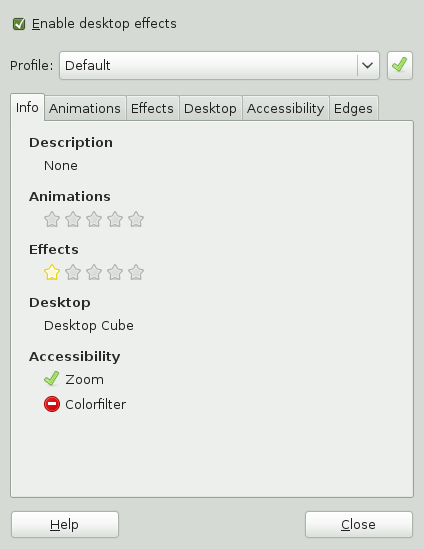 Enable desktop effects
Profile: Default
Info Animations Effects Desktop Accessibility Edges
Description
None
Animations
Effects
Desktop
Desktop Cube
Accessibility
Zoom
Colorfilter
Help Close